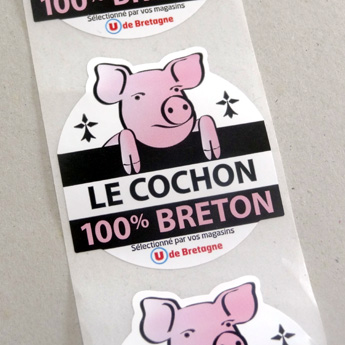 100% BRETON
Sélectionné par vos magasins
U de Bretagne
LE COCHON
100% BRETON
Sélectionné par vos magasins
U de Bretagne